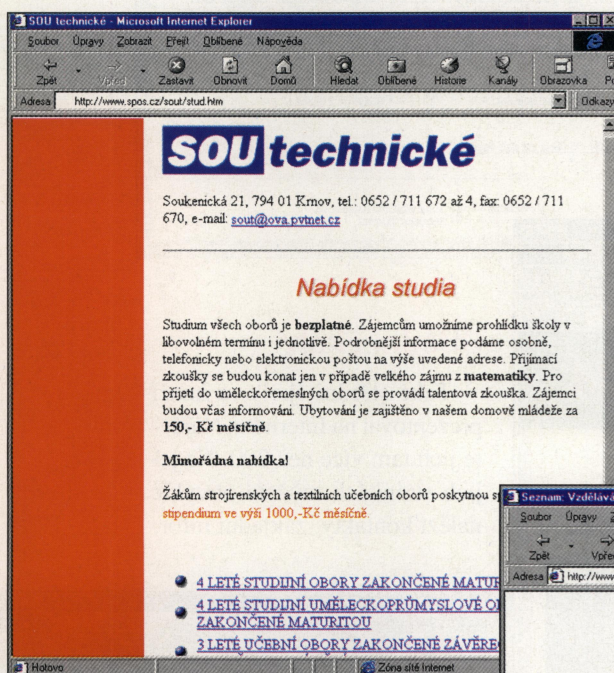 SOU technické - Microsoft Internet Explorer
Soubor Úpravy Zobrazit Přejít Oblíbené Nápověda
Zpět Vpřed Zastavit Obnovit Domů Hledat Oblíbené Historie Kanály Obrazovka
Adresa http://www.spos.cz/sout/stud.htm Odkazy
SOU technické
Soukenická 21, 794 01 Krnov, tel.: 0652 / 711 672 až 4, fax: 0652 / 711
670, e-mail: sout@ova.pvtnet.cz
Nabídka studia
Studium všech oborů je bezplatné. Zájemcům umožníme prohlídku školy v
libovolném termínu i jednotlivě. Podrobnější informace podáme osobně,
telefonicky nebo elektronickou poštou na výše uvedené adrese. Přijímací
zkoušky se budou konat jen v případě velkého zájmu z matematiky. Pro
přijetí do uměleckořemeslných oborů se provádí talentová zkouška. Zájemci
budou včas informováni. Ubytování je zajištěno v našem domově mládeže za
150,- Kč měsíčně.
Mimořádná nabídka!
Žákům strojírenských a textilních učebních oborů poskytnou
stipendium ve výši 1000,-Kč měsíčně.
4 LETÉ STUDIJNÍ OBORY ZAKONČENÉ MATUR
4 LETÉ STUDIJNÍ UMĚLECKOPRŮMYSLOVÉ O
ZAKONČENÉ MATURITOU
3 LETÉ UČEBNÍ OBORY ZAKONČENÉ ZÁVĚRE
Hotovo Zóna sítě Internet
Seznam: Vzděláva
Soubor Úpravy
Zpět Vpřed
Adresa http://www